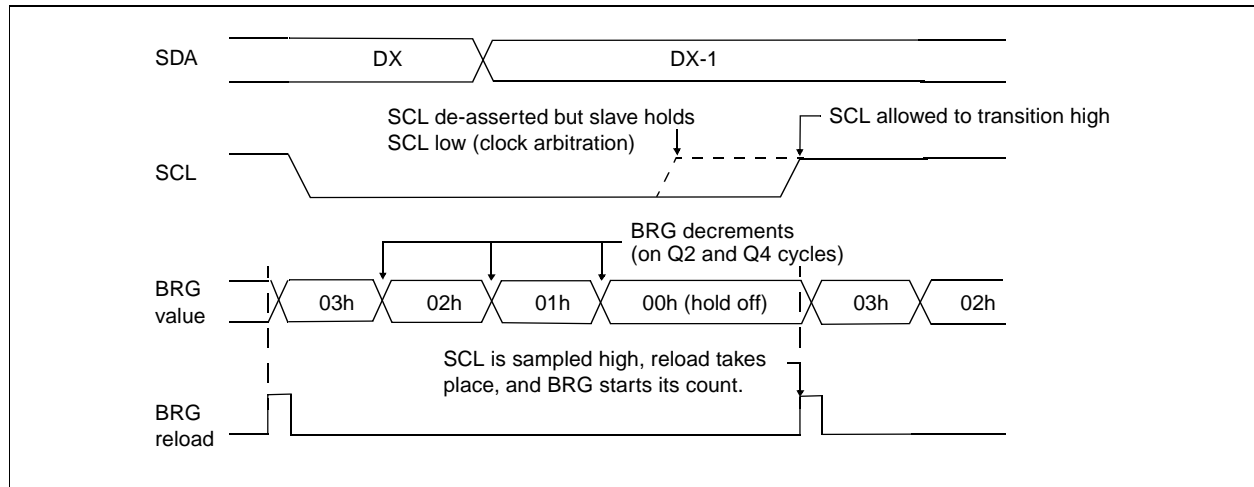 SDA
DX
DX-1
SCL de-asserted but slave holds
SCL low (clock arbitration)
SCL allowed to transition high
SCL
BRG decrements
(on Q2 and Q4 cycles)
BRG
value
03h
02h
01h
00h (hold off)
03h
02h
SCL is sampled high, reload takes
place, and BRG starts its count.
BRG
reload